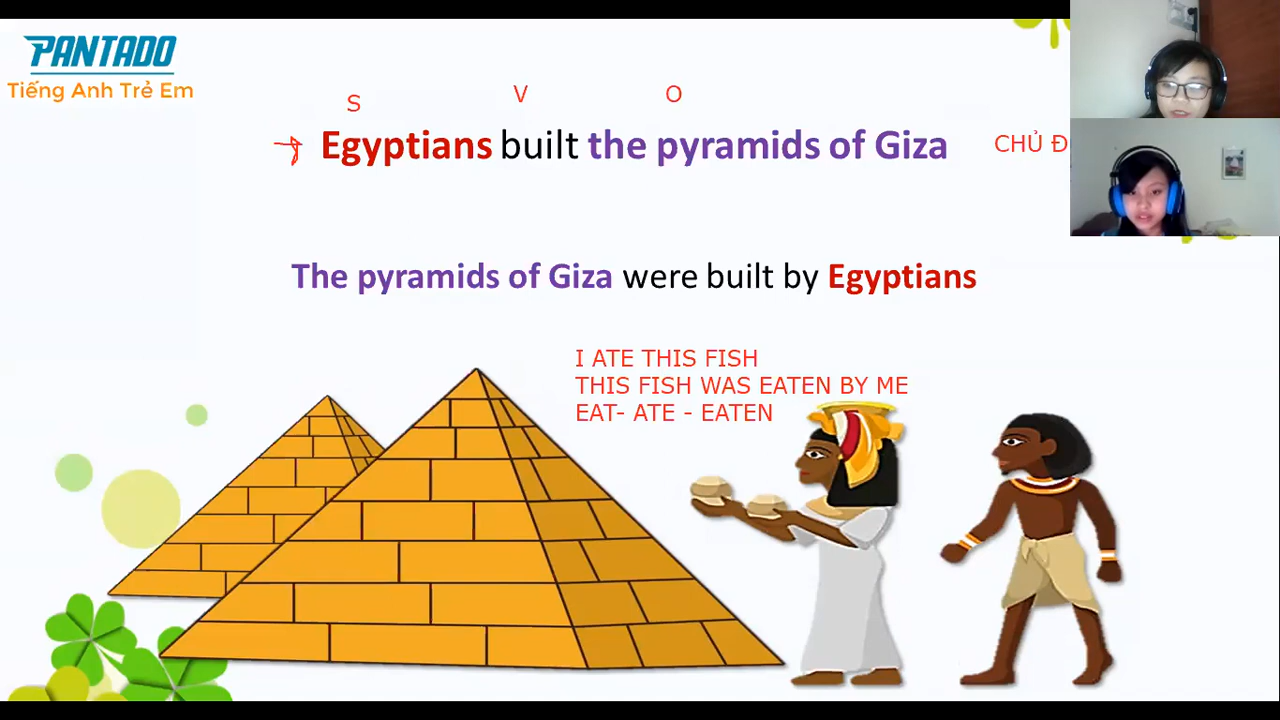 PANTADO
Tiếng Anh Trẻ Em
S V O
Egyptians built the pyramids of Giza
CHỦ Đ
The pyramids of Giza were built by Egyptians
I ATE THIS FISH
THIS FISH WAS EATEN BY ME
EAT- ATE - EATEN